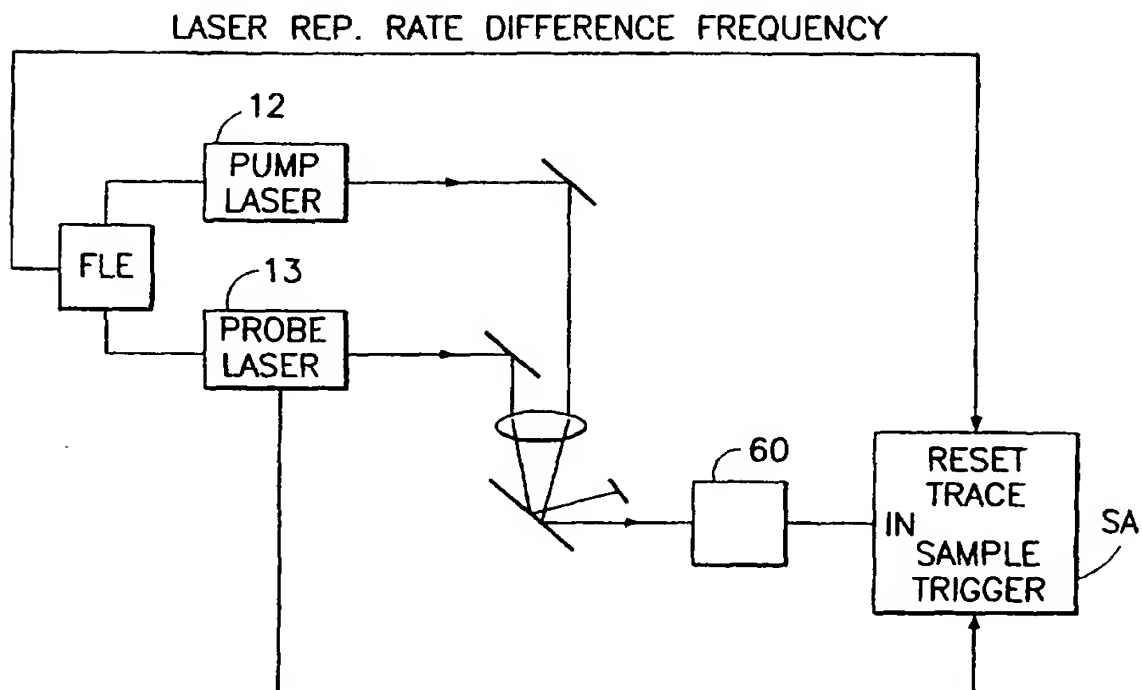 LASER REP. RATE DIFFERENCE FREQUENCY
12
PUMP
LASER
FLE
13
PROBE
LASER
60
RESET
TRACE
IN
SA
SAMPLE
TRIGGER